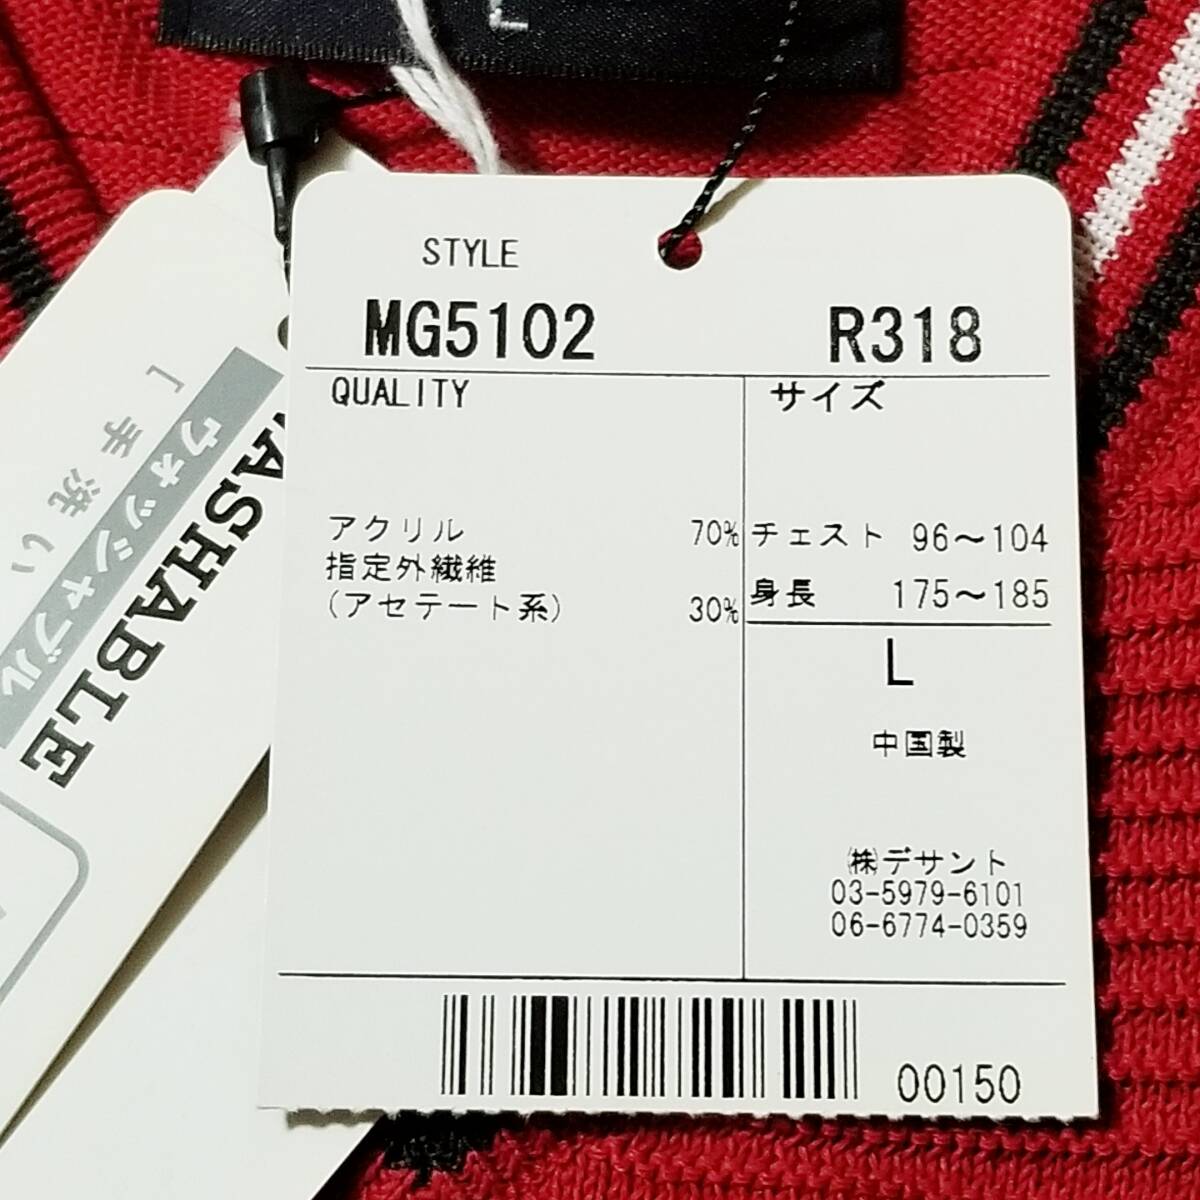 L
STYLE
MG5102 R318
QUALITY
サイズ
アクリル 70%
指定外繊維
(アセテート系) 30%
チェスト 96～104
身長 175～185
L
中国製
㈱デサント
03-5979-6101
06-6774-0359
00150
WASHABLE
ウォッシャブル
[手洗い